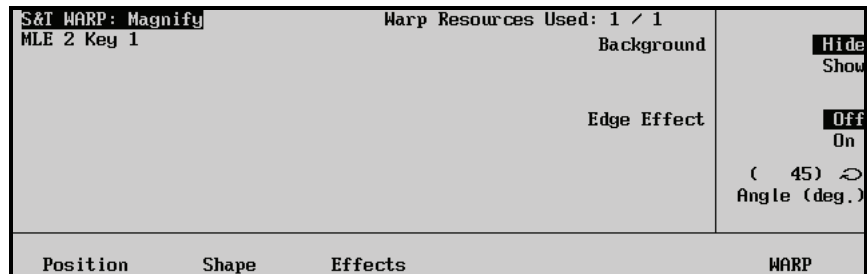 S&T WARP: Magnify Warp Resources Used: 1 / 1
MLE 2 Key 1
Background Hide
Show
Edge Effect Off
On
( 45)
Angle (deg.)
Position Shape Effects WARP